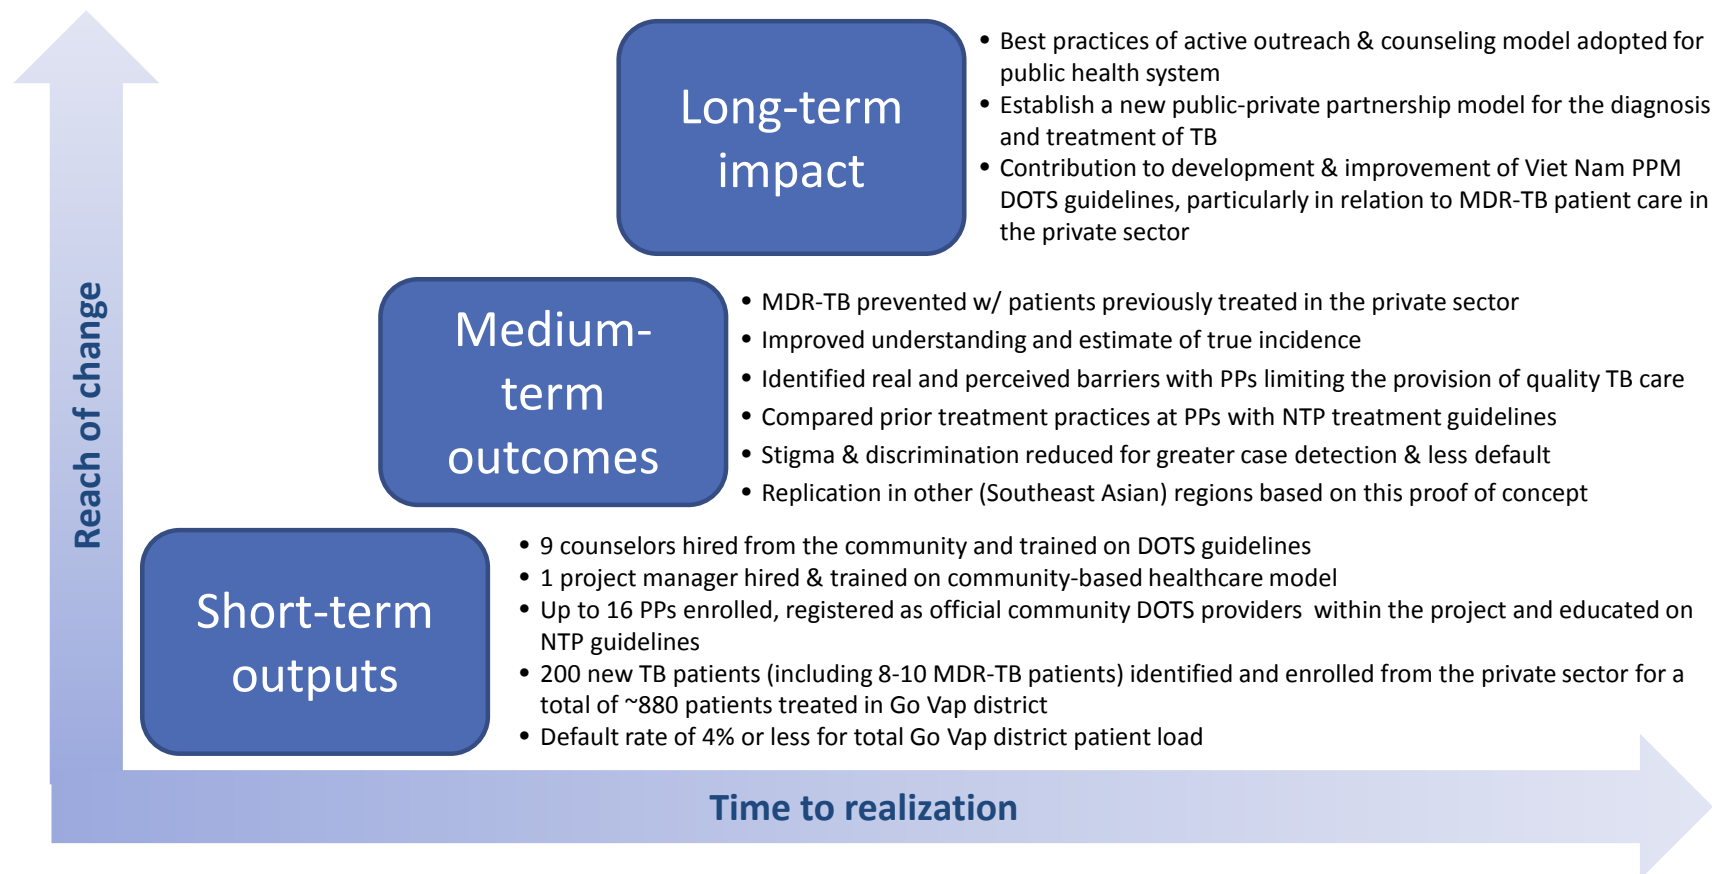 Long-term
impact
• Best practices of active outreach & counseling model adopted for
public health system
• Establish a new public-private partnership model for the diagnosis
and treatment of TB
• Contribution to development & improvement of Viet Nam PPM
DOTS guidelines, particularly in relation to MDR-TB patient care in
the private sector
Medium-
term
outcomes
• MDR-TB prevented w/ patients previously treated in the private sector
• Improved understanding and estimate of true incidence
• Identified real and perceived barriers with PPs limiting the provision of quality TB care
• Compared prior treatment practices at PPs with NTP treatment guidelines
• Stigma & discrimination reduced for greater case detection & less default
• Replication in other (Southeast Asian) regions based on this proof of concept
Short-term
outputs
• 9 counselors hired from the community and trained on DOTS guidelines
• 1 project manager hired & trained on community-based healthcare model
• Up to 16 PPs enrolled, registered as official community DOTS providers within the project and educated on
NTP guidelines
• 200 new TB patients (including 8-10 MDR-TB patients) identified and enrolled from the private sector for a
total of ~880 patients treated in Go Vap district
• Default rate of 4% or less for total Go Vap district patient load
Reach of change
Time to realization